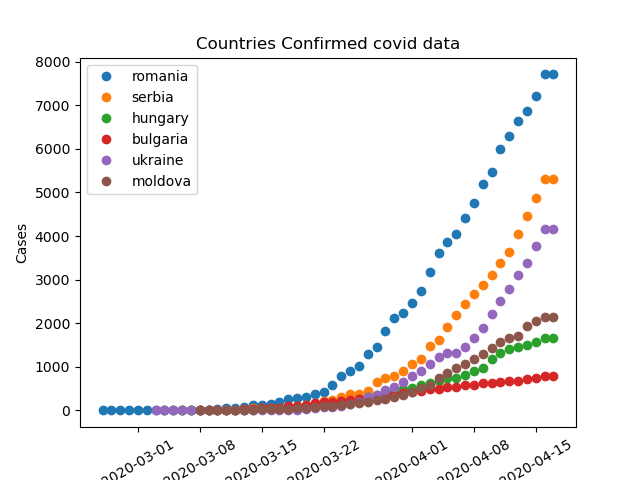 Countries Confirmed covid data
8000
7000
6000
5000
4000
3000
2000
1000
0
Cases
romania
serbia
hungary
bulgaria
ukraine
moldova
2020-03-01
2020-03-08
2020-03-15
2020-03-22
2020-04-01
2020-04-08
2020-04-15